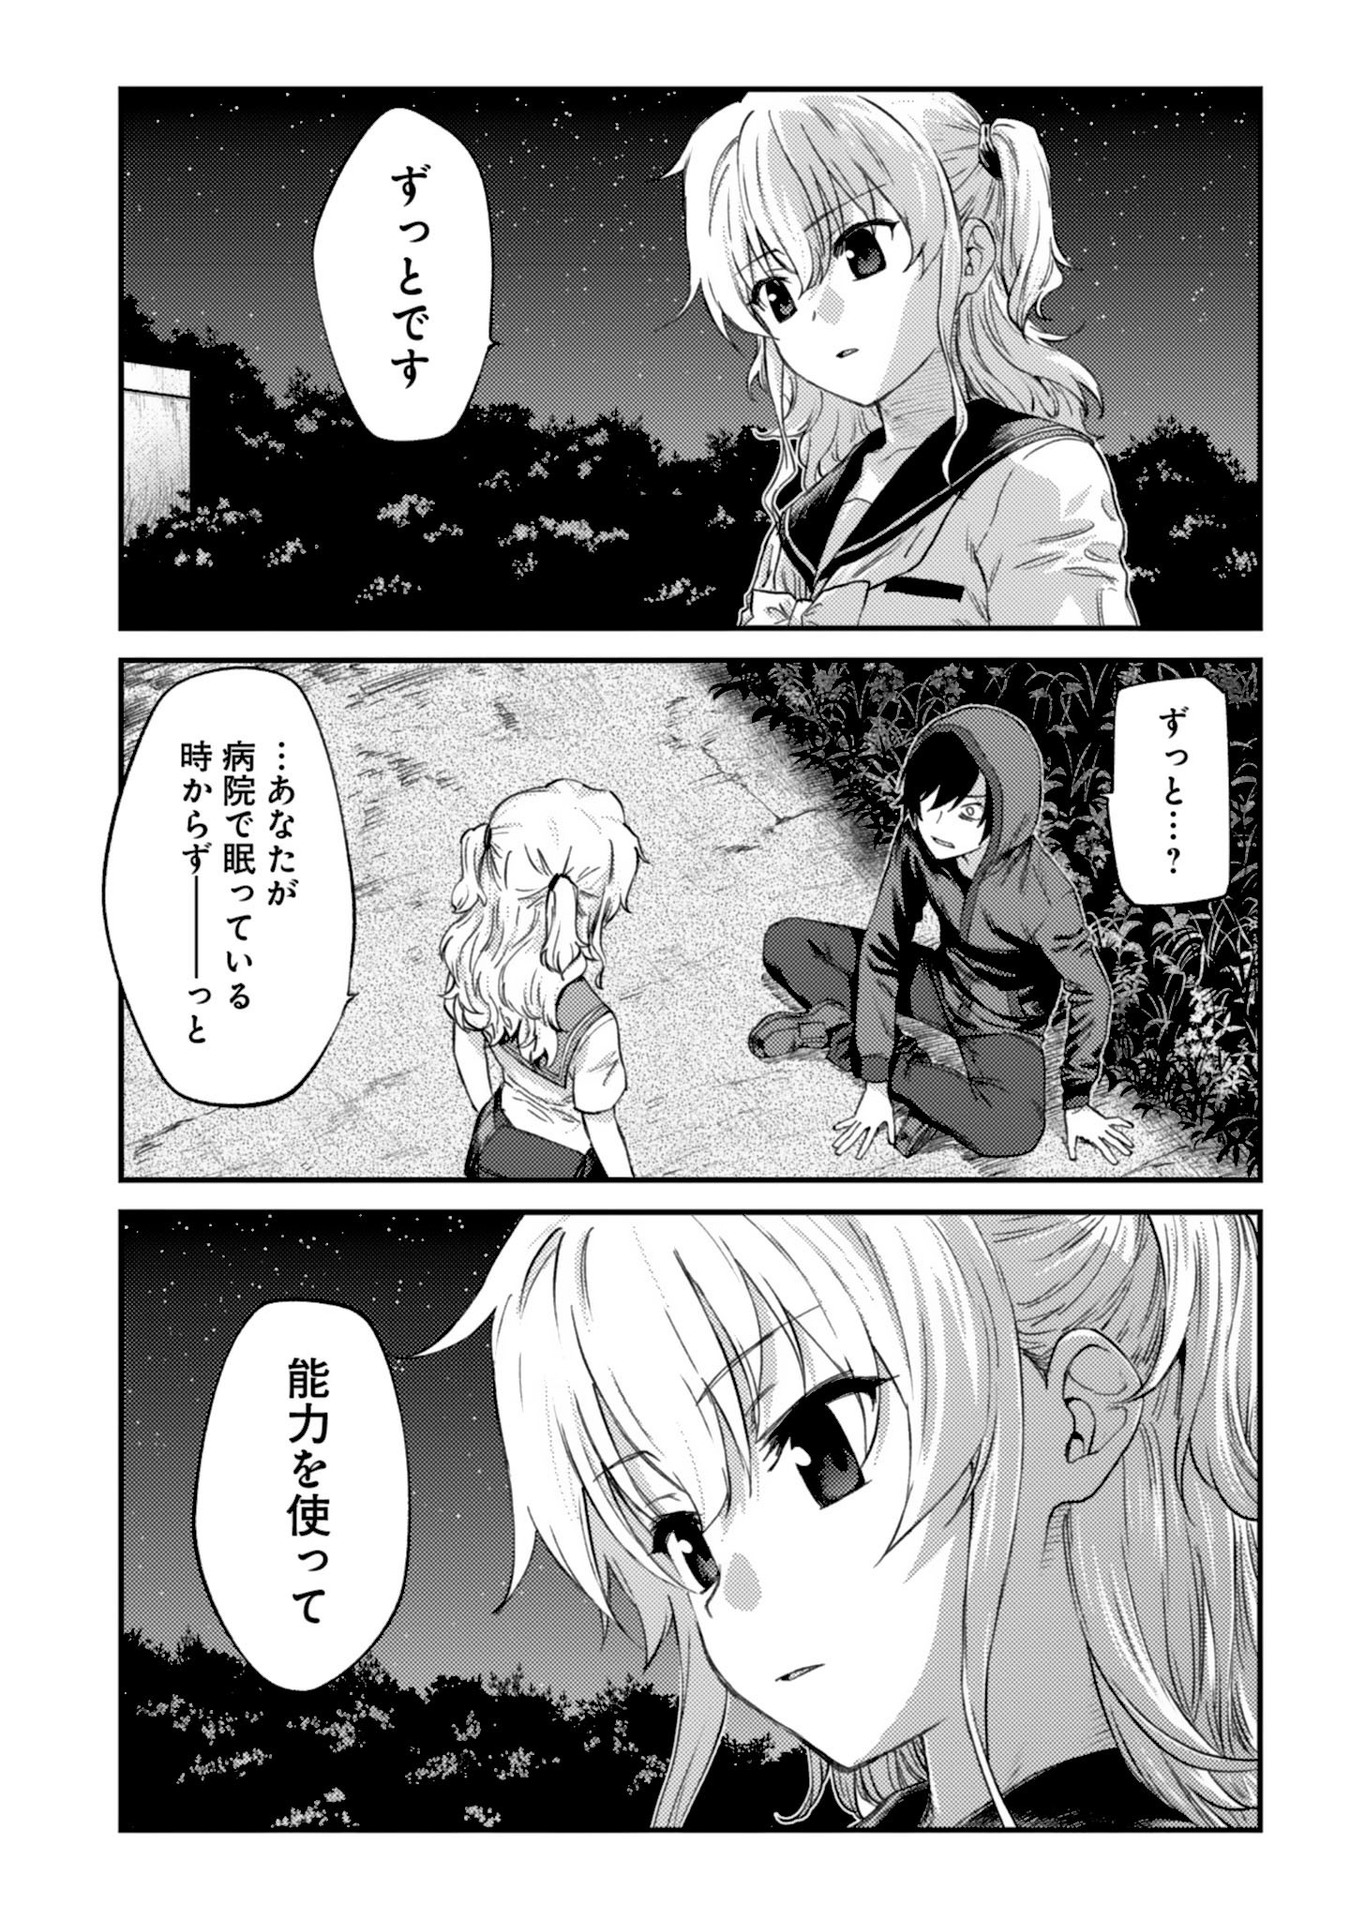 ずっとです
ずっと…?
…あなたが
病院で眠っている
時からず――っと
能力を使って